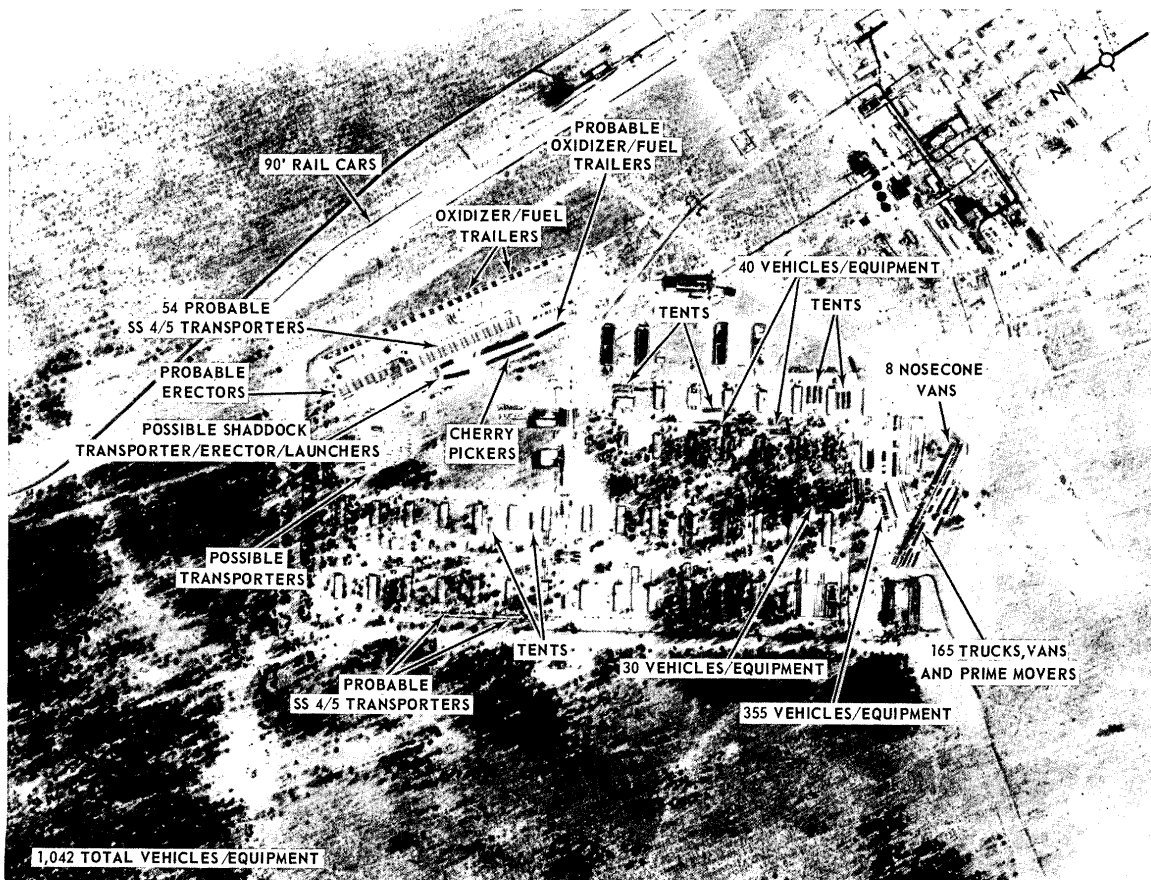 N
PROBABLE
OXIDIZER/FUEL
TRAILERS
90' RAIL CARS
OXIDIZER/FUEL
TRAILERS
40 VEHICLES/EQUIPMENT
54 PROBABLE
SS 4/5 TRANSPORTERS
TENTS
TENTS
PROBABLE
ERECTORS
8 NOSECONE
VANS
POSSIBLE SHADDOCK
TRANSPORTER/ERECTOR/LAUNCHERS
CHERRY
PICKERS
POSSIBLE
TRANSPORTERS
TENTS
30 VEHICLES/EQUIPMENT
165 TRUCKS, VANS
AND PRIME MOVERS
PROBABLE
SS 4/5 TRANSPORTERS
355 VEHICLES/EQUIPMENT
1,042 TOTAL VEHICLES/EQUIPMENT